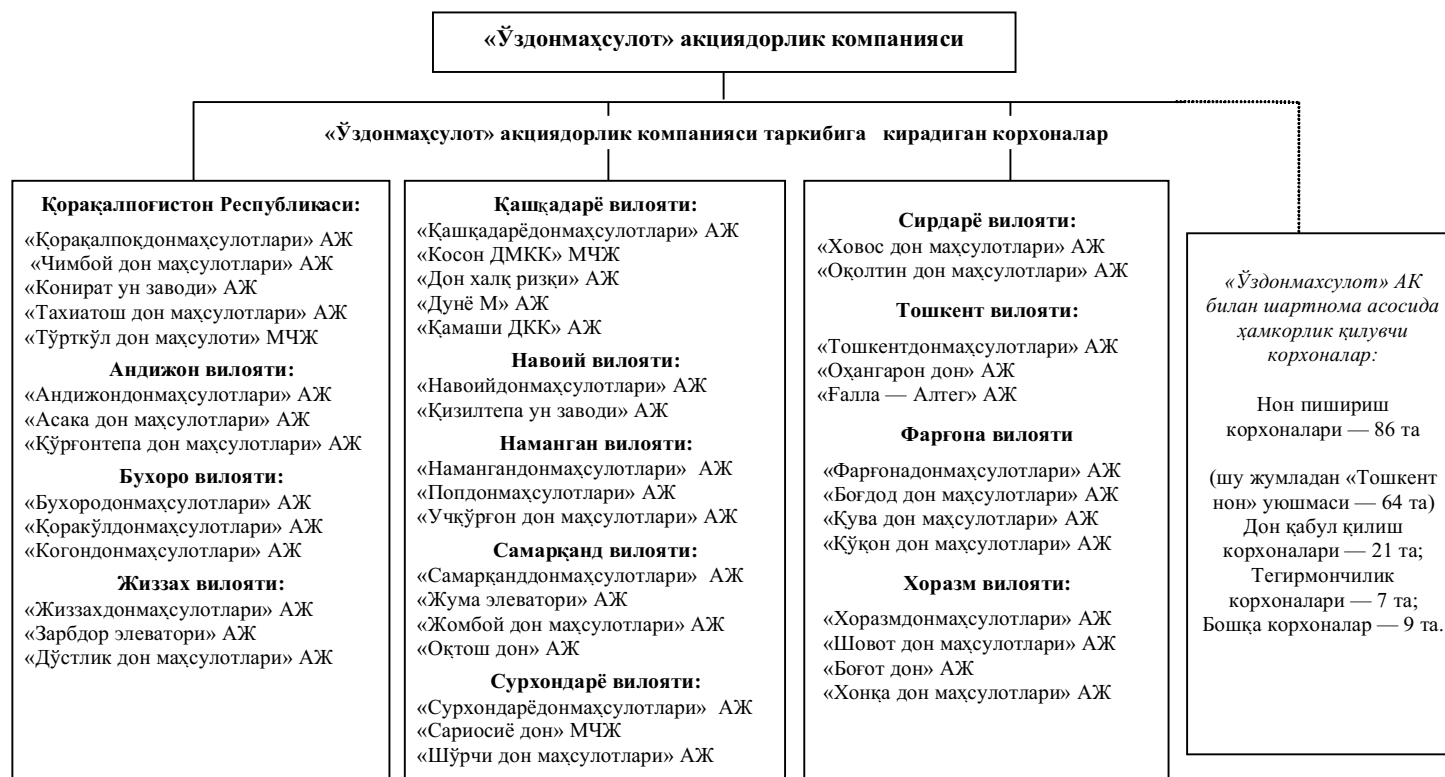 «Ўздонмаҳсулот» акциядорлик компанияси
«Ўздонмаҳсулот» акциядорлик компанияси таркибига кирадиган корхоналар
Қорақалпоғистон Республикаси:
«Қорақалпоқдонмаҳсулотлари» АЖ
«Чимбой дон маҳсулотлари» АЖ
«Конират ун заводи» АЖ
«Тахиатош дон маҳсулотлари» АЖ
«Тўрткўл дон маҳсулоти» МЧЖ
Андижон вилояти:
«Андижондонмаҳсулотлари» АЖ
«Асака дон маҳсулотлари» АЖ
«Қўрғонтепа дон маҳсулотлари» АЖ
Бухоро вилояти:
«Бухородонмаҳсулотлари» АЖ
«Қоракўлдонмаҳсулотлари» АЖ
«Когондонмаҳсулотлари» АЖ
Жиззах вилояти:
«Жиззахдонмаҳсулотлари» АЖ
«Зарбдор элеватори» АЖ
«Дўстлик дон маҳсулотлари» АЖ
Қашқадарё вилояти:
«Қашқадарёдонмаҳсулотлари» АЖ
«Косон ДМКК» МЧЖ
«Дон халқ ризқи» АЖ
«Дунё М» АЖ
«Қамаши ДКК» АЖ
Навоий вилояти:
«Навоийдонмаҳсулотлари» АЖ
«Қизилтепа ун заводи» АЖ
Наманган вилояти:
«Намангандонмаҳсулотлари» АЖ
«Попдонмаҳсулотлари» АЖ
«Учқўрғон дон маҳсулотлари» АЖ
Самарқанд вилояти:
«Самарқанддонмаҳсулотлари» АЖ
«Жума элеватори» АЖ
«Жомбой дон маҳсулотлари» АЖ
«Оқтош дон» АЖ
Сурхондарё вилояти:
«Сурхондарёдонмаҳсулотлари» АЖ
«Сариосиё дон» МЧЖ
«Шўрчи дон маҳсулотлари» АЖ
Сирдарё вилояти:
«Ховос дон маҳсулотлари» АЖ
«Оқолтин дон маҳсулотлари» АЖ
Тошкент вилояти:
«Тошкентдонмаҳсулотлари» АЖ
«Оҳангарон дон» АЖ
«Ғалла — Алтег» АЖ
Фарғона вилояти
«Фарғонадонмаҳсулотлари» АЖ
«Боғдод дон маҳсулотлари» АЖ
«Қува дон маҳсулотлари» АЖ
«Қўқон дон маҳсулотлари» АЖ
Хоразм вилояти:
«Хоразмдонмаҳсулотлари» АЖ
«Шовот дон маҳсулотлари» АЖ
«Боғот дон» АЖ
«Хонқа дон маҳсулотлари» АЖ
«Ўздонмахсулот» АК
билан шартнома асосида
ҳамкорлик қилувчи
корхоналар:
Нон пишириш
корхоналари — 86 та
(шу жумладан «Тошкент
нон» уюшмаси — 64 та)
Дон қабул қилиш
корхоналари — 21 та;
Тегирмончилик
корхоналари — 7 та;
Бошқа корхоналар — 9 та.